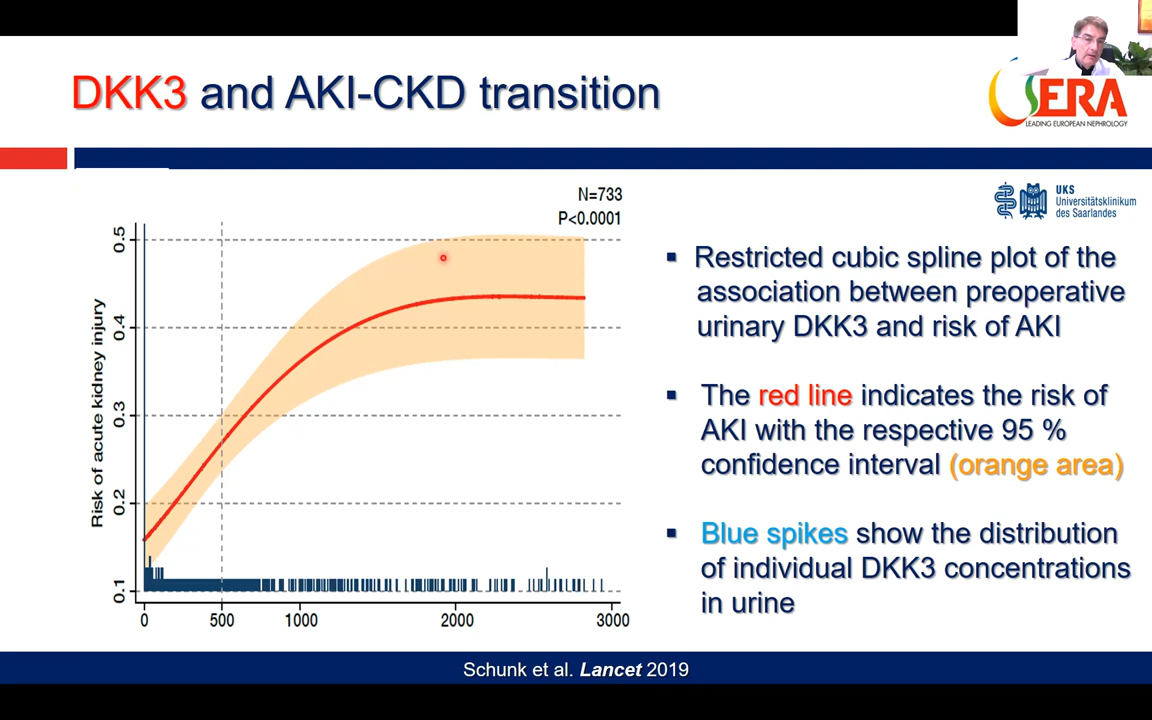 DKK3 and AKI-CKD transition
ERA
LEADING EUROPEAN NEPHROLOGY
UKS
Universitätsklinikum
des Saarlandes
N=733
P<0.0001
Risk of acute kidney injury
0.5
0.4
0.3
0.2
0.1
0 500 1000 2000 3000
▪ Restricted cubic spline plot of the
association between preoperative
urinary DKK3 and risk of AKI
▪ The red line indicates the risk of
AKI with the respective 95 %
confidence interval (orange area)
▪ Blue spikes show the distribution
of individual DKK3 concentrations
in urine
Schunk et al. Lancet 2019